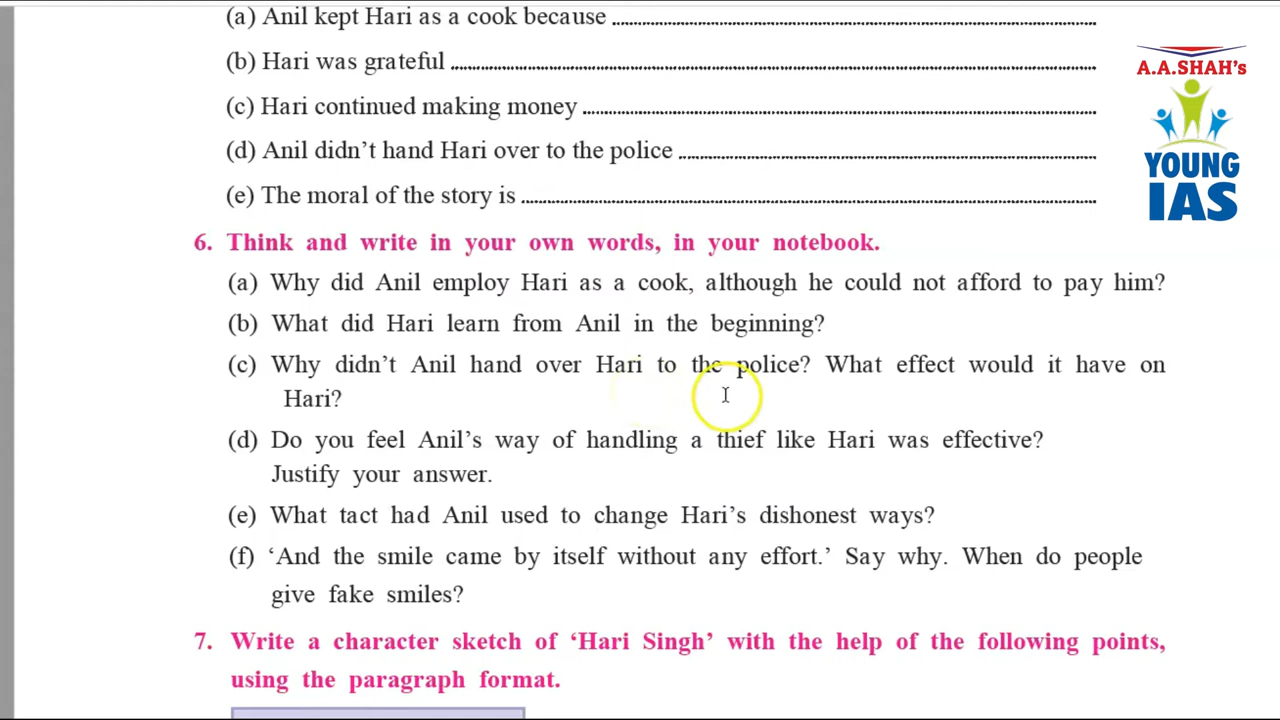 (a) Anil kept Hari as a cook because ........................
(b) Hari was grateful ........................
(c) Hari continued making money ........................
(d) Anil didn't hand Hari over to the police ........................
(e) The moral of the story is ........................
A.A.SHAH's
YOUNG
IAS
6. Think and write in your own words, in your notebook.
(a) Why did Anil employ Hari as a cook, although he could not afford to pay him?
(b) What did Hari learn from Anil in the beginning?
(c) Why didn't Anil hand over Hari to the police? What effect would it have on
Hari?
(d) Do you feel Anil's way of handling a thief like Hari was effective?
Justify your answer.
(e) What tact had Anil used to change Hari's dishonest ways?
(f) 'And the smile came by itself without any effort.' Say why. When do people
give fake smiles?
7. Write a character sketch of 'Hari Singh' with the help of the following points,
using the paragraph format.